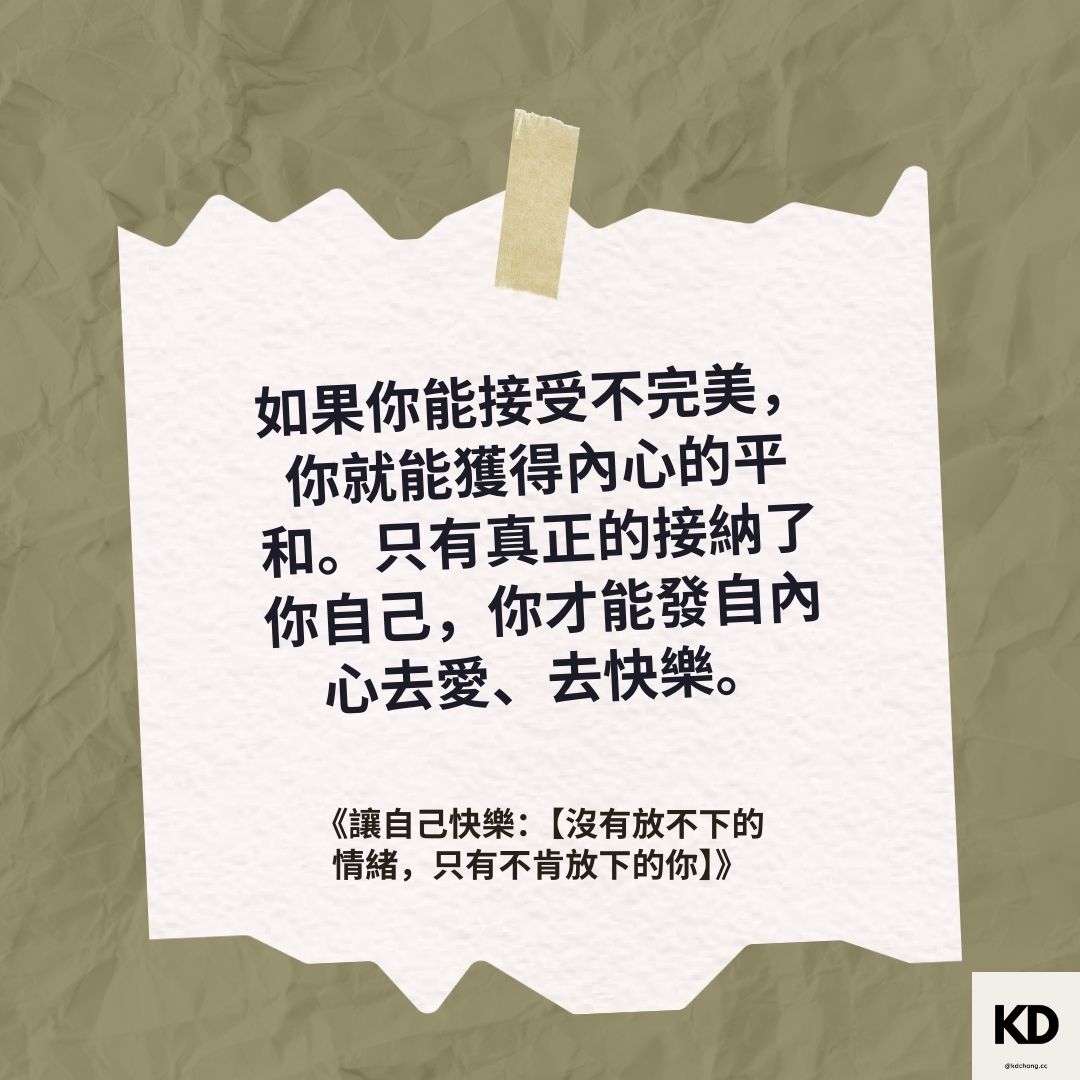 如果你能接受不完美，
你就能獲得內心的平
和。只有真正的接納了
你自己，你才能發自內
心去愛、去快樂。
《讓自己快樂：【沒有放不下的
情緒，只有不肯放下的你】》
KD
@kdchang.cc